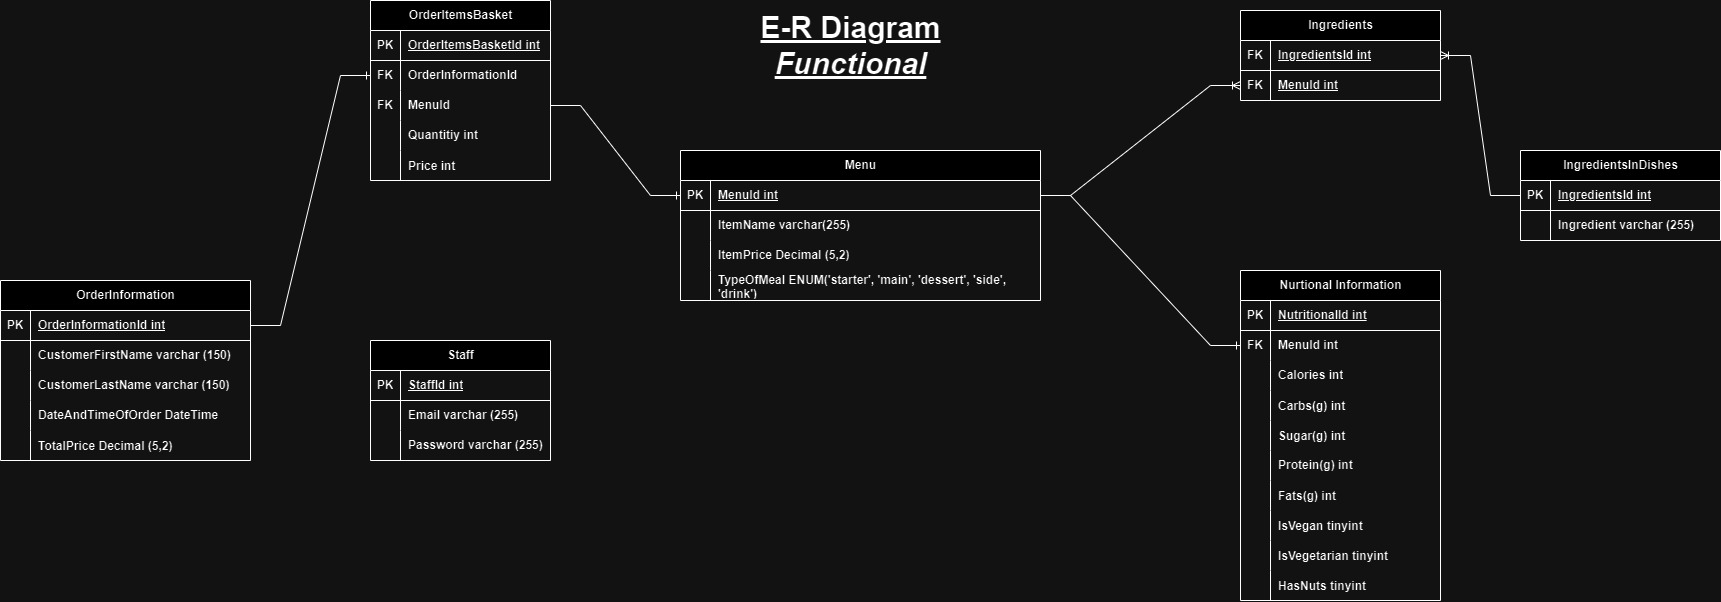 E-R Diagram
Functional
OrderItemsBasket
PK OrderItemsBasketId int
FK OrderInformationId
FK MenuId
Quantitiy int
Price int
OrderInformation
PK OrderInformationId int
CustomerFirstName varchar (150)
CustomerLastName varchar (150)
DateAndTimeOfOrder DateTime
TotalPrice Decimal (5,2)
Staff
PK StaffId int
Email varchar (255)
Password varchar (255)
Menu
PK MenuId int
ItemName varchar(255)
ItemPrice Decimal (5,2)
TypeOfMeal ENUM('starter', 'main', 'dessert', 'side',
'drink')
Ingredients
FK IngredientsId int
FK MenuId int
IngredientsInDishes
PK IngredientsId int
Ingredient varchar (255)
Nurtional Information
PK NutritionalId int
FK MenuId int
Calories int
Carbs(g) int
Sugar(g) int
Protein(g) int
Fats(g) int
IsVegan tinyint
IsVegetarian tinyint
HasNuts tinyint